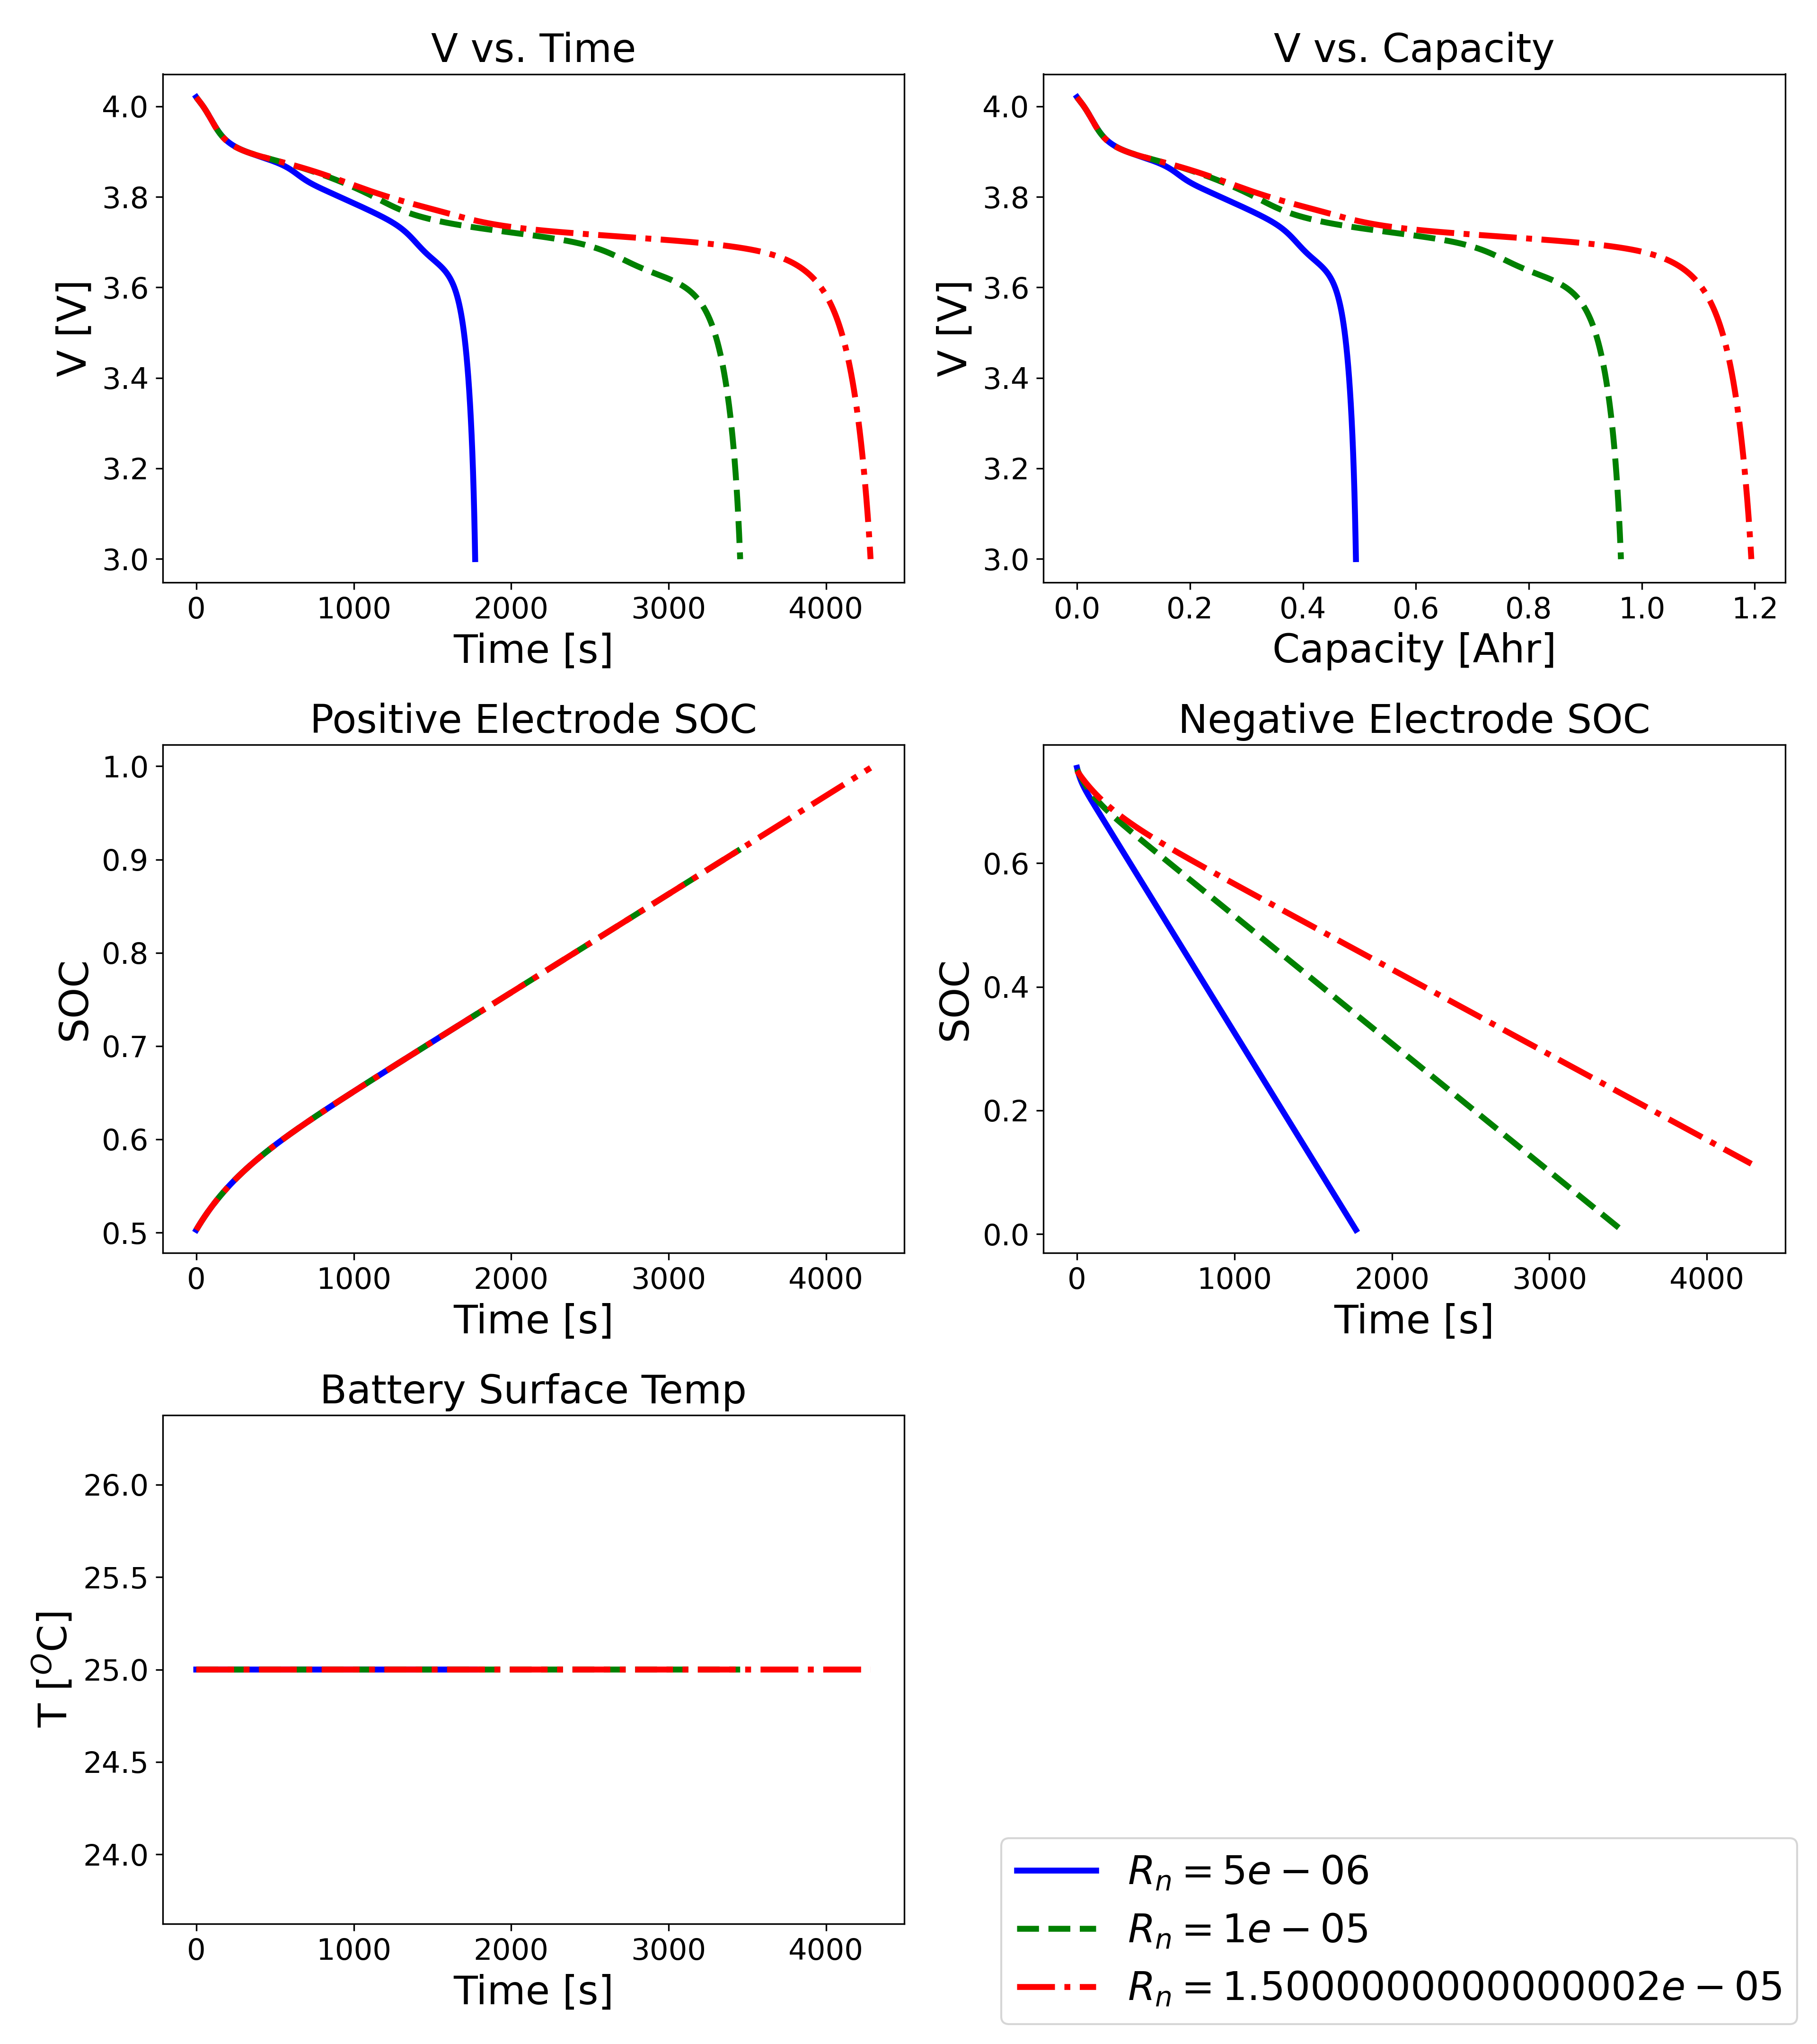 V vs. Time
V [V]
4.0
3.8
3.6
3.4
3.2
3.0
0 1000 2000 3000 4000
Time [s]
V vs. Capacity
V [V]
4.0
3.8
3.6
3.4
3.2
3.0
0.0 0.2 0.4 0.6 0.8 1.0 1.2
Capacity [Ahr]
Positive Electrode SOC
SOC
1.0
0.9
0.8
0.7
0.6
0.5
0 1000 2000 3000 4000
Time [s]
Negative Electrode SOC
SOC
0.6
0.4
0.2
0.0
0 1000 2000 3000 4000
Time [s]
Battery Surface Temp
T [°C]
26.0
25.5
25.0
24.5
24.0
0 1000 2000 3000 4000
Time [s]
Rₙ = 5e − 06
Rₙ = 1e − 05
Rₙ = 1.5000000000000002e − 05